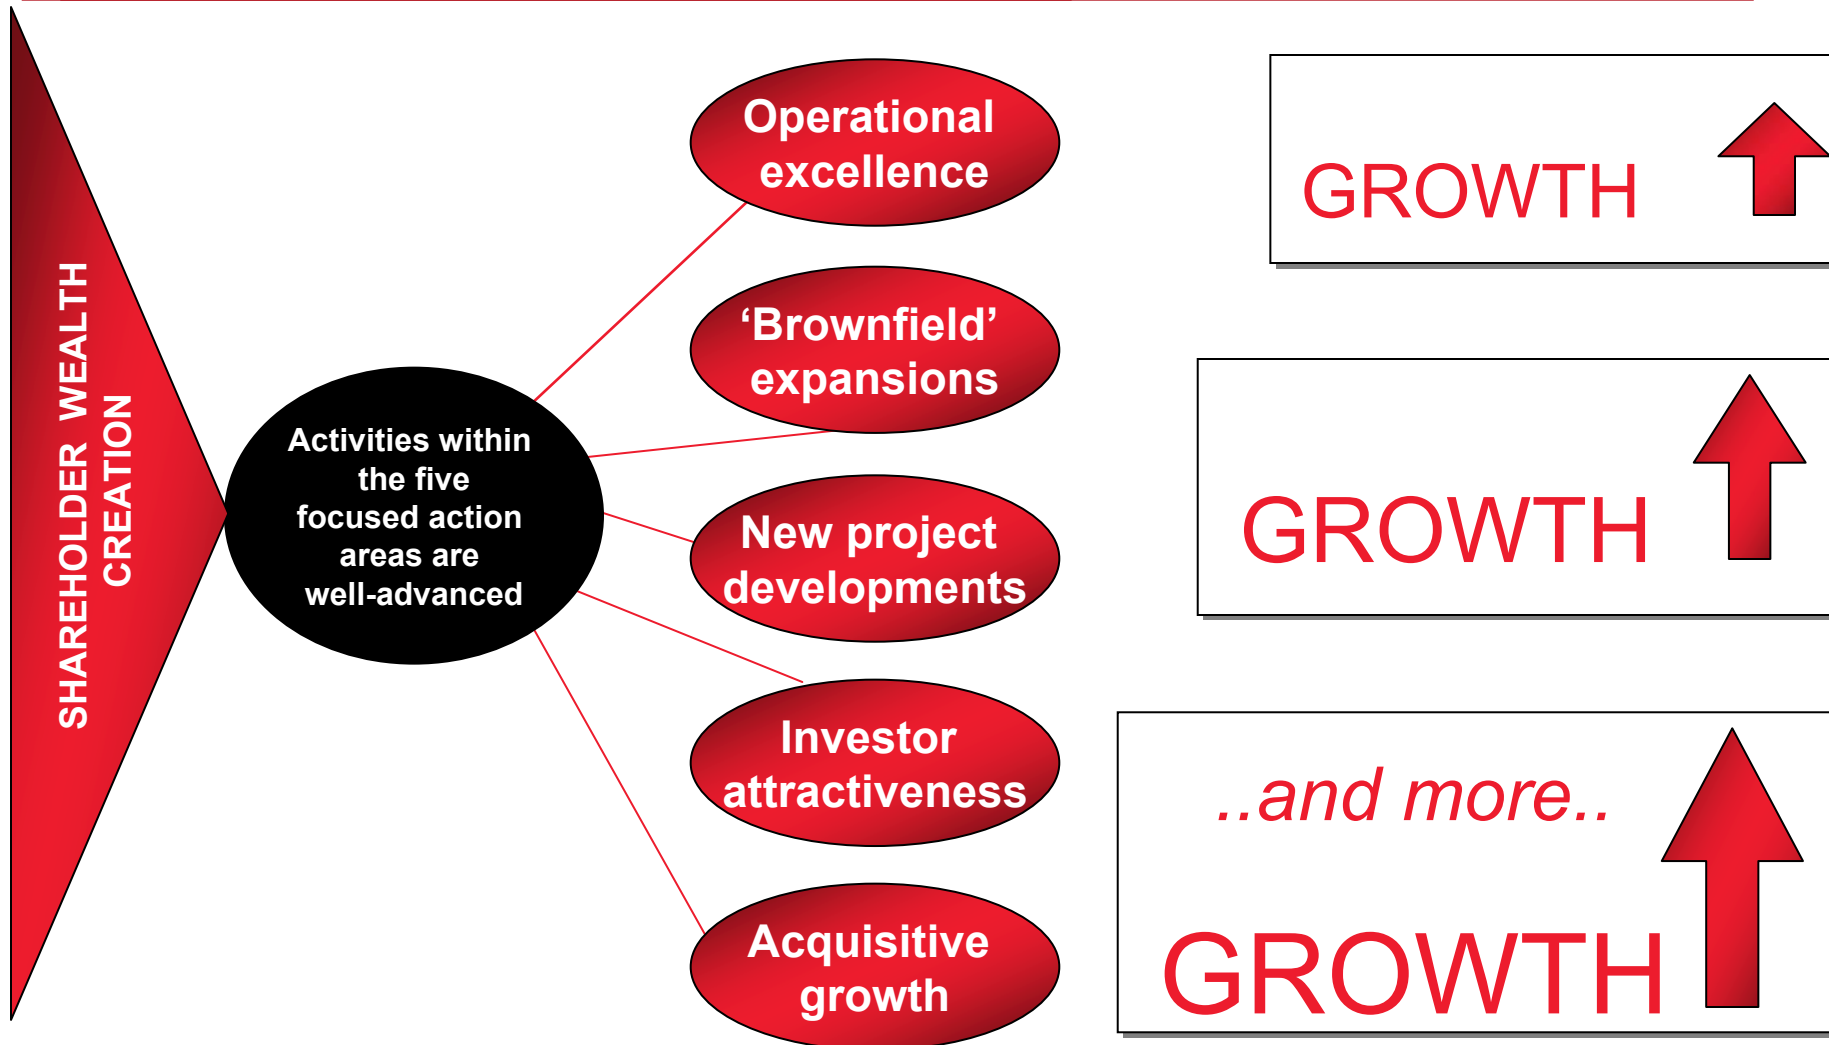 SHAREHOLDER WEALTH
CREATION
Activities within
the five
focused action
areas are
well-advanced
Operational
excellence
‘Brownfield’
expansions
New project
developments
Investor
attractiveness
Acquisitive
growth
GROWTH
GROWTH
..and more..
GROWTH